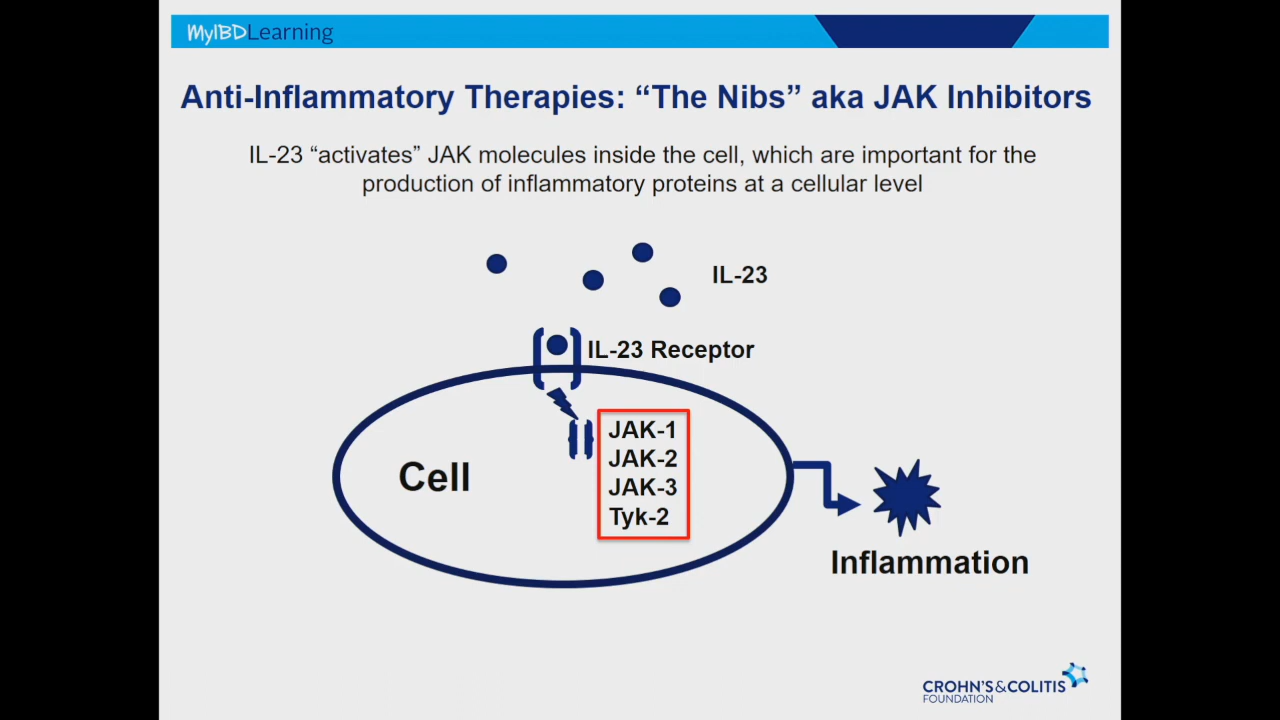 MyIBDLearning
Anti-Inflammatory Therapies: “The Nibs” aka JAK Inhibitors
IL-23 “activates” JAK molecules inside the cell, which are important for the
production of inflammatory proteins at a cellular level
IL-23
IL-23 Receptor
JAK-1
JAK-2
JAK-3
Tyk-2
Cell
Inflammation
CROHN'S&COLITIS
FOUNDATION